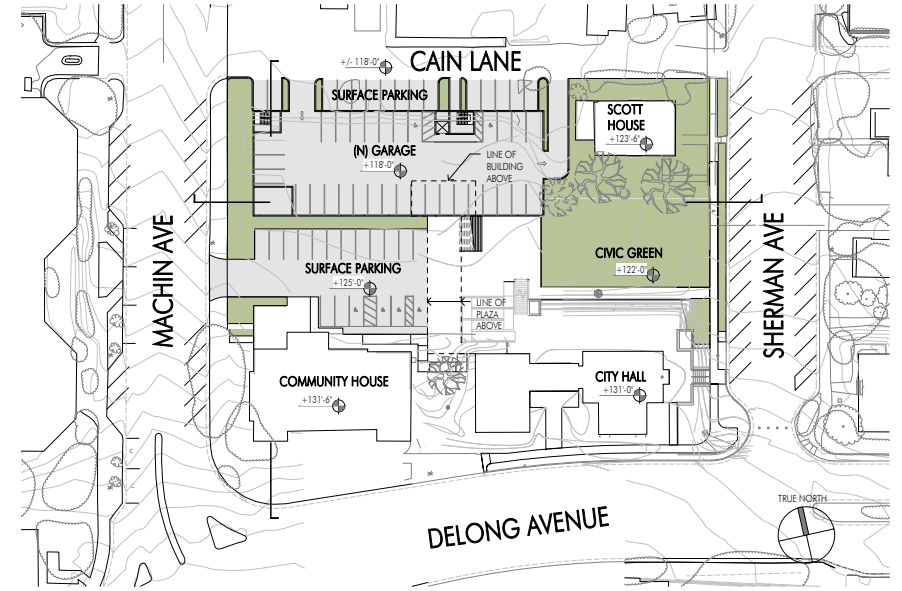 CAIN LANE
+/- 118'-0"
SURFACE PARKING
SCOTT
HOUSE
+123'-6"
(N) GARAGE
+118'-0"
LINE OF
BUILDING
ABOVE
MACHIN AVE
SHERMAN AVE
CIVIC GREEN
+122'-0"
SURFACE PARKING
+125'-0"
LINE OF
PLAZA
ABOVE
COMMUNITY HOUSE
+131'-6"
CITY HALL
+131'-0"
TRUE NORTH
DELONG AVENUE